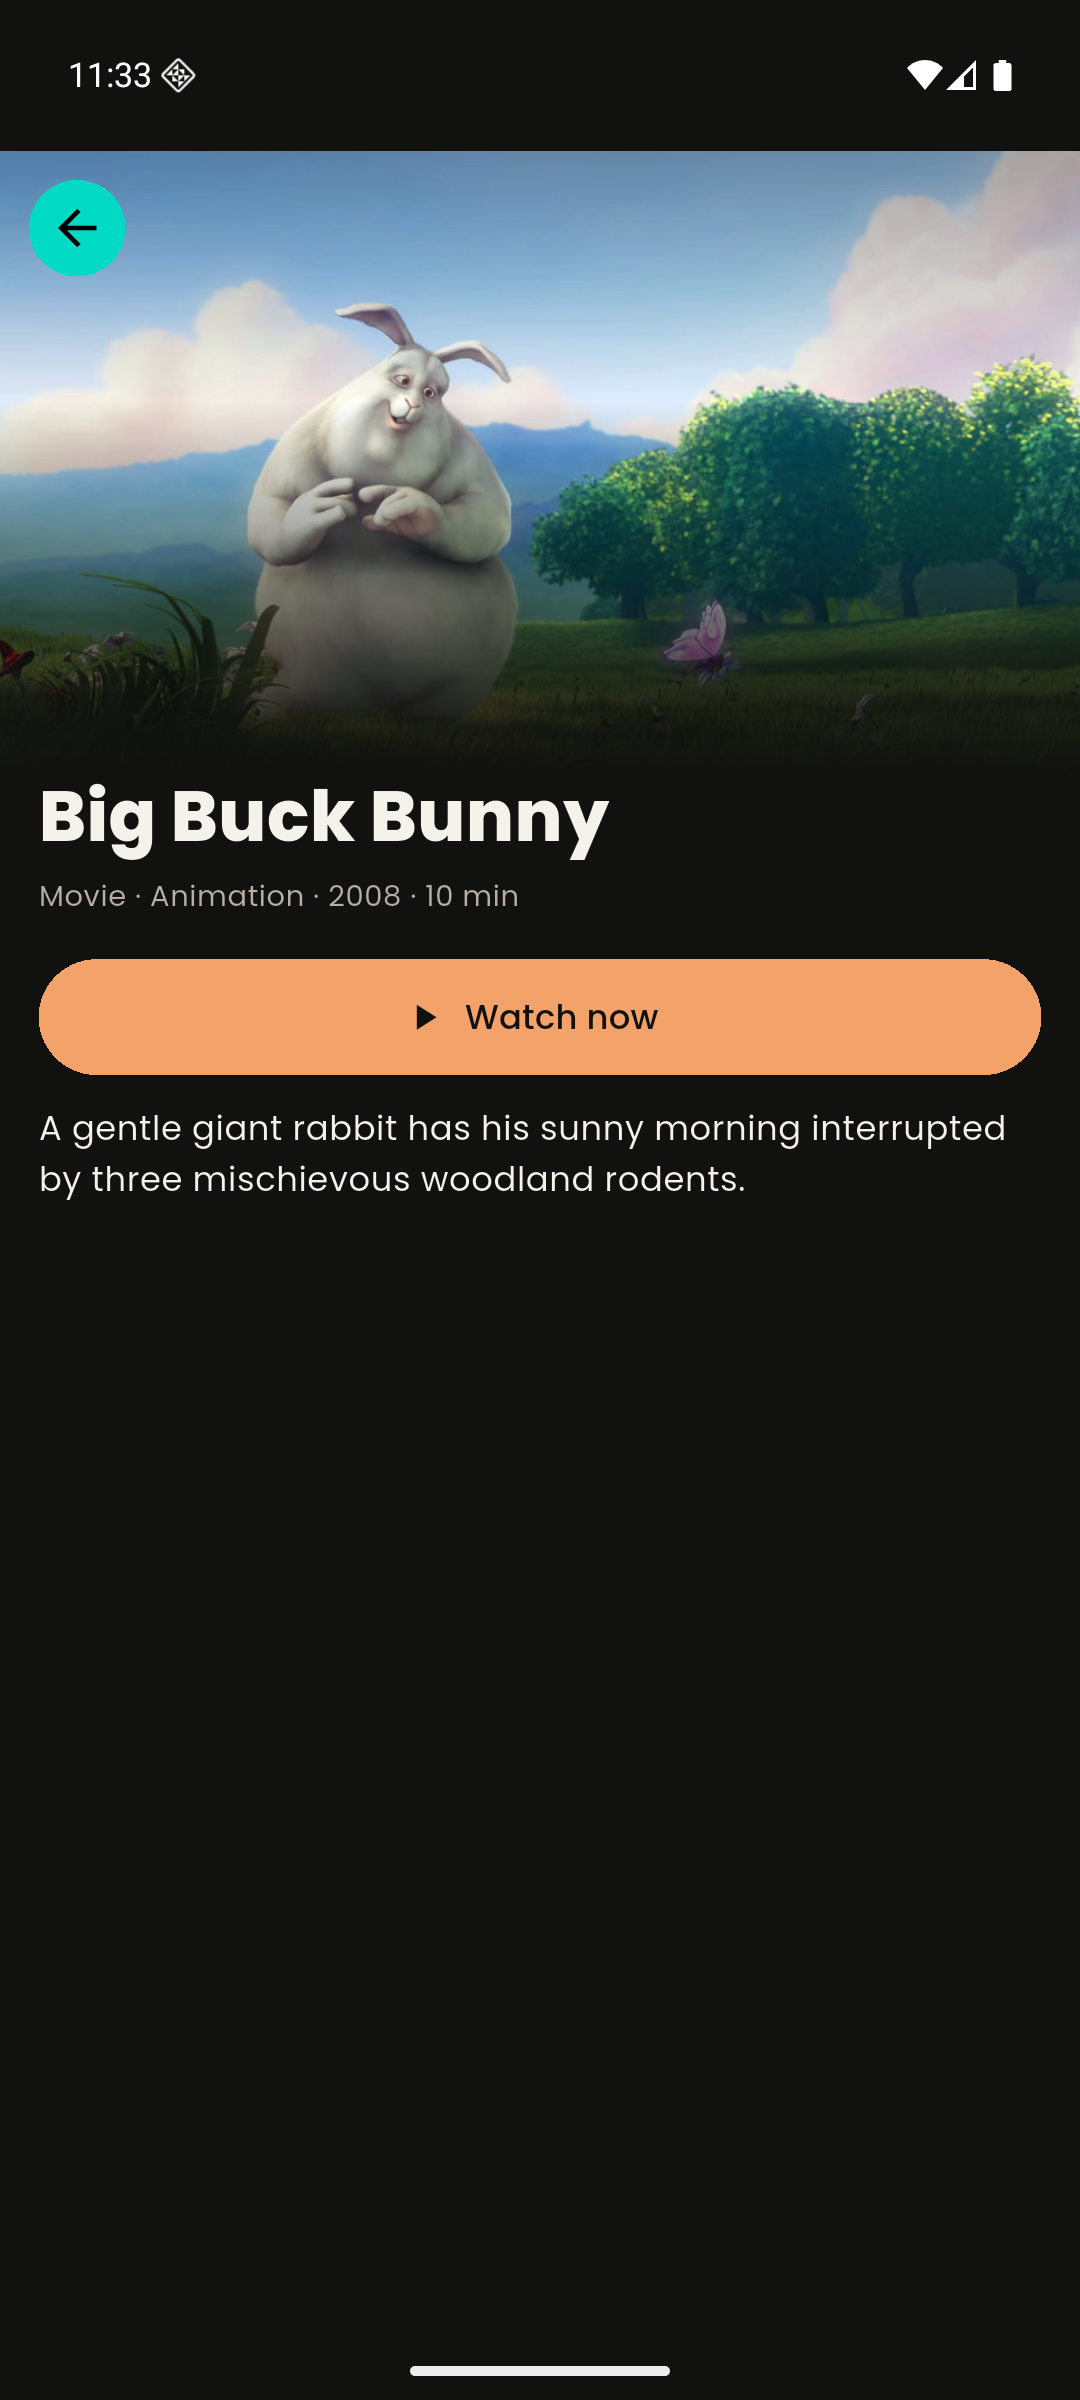 11:33
Big Buck Bunny
Movie · Animation · 2008 · 10 min
Watch now
A gentle giant rabbit has his sunny morning interrupted
by three mischievous woodland rodents.